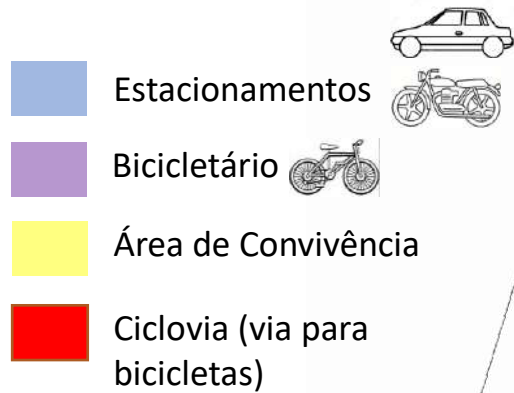 Estacionamentos
Bicicletário
Área de Convivência
Ciclovia (via para
bicicletas)